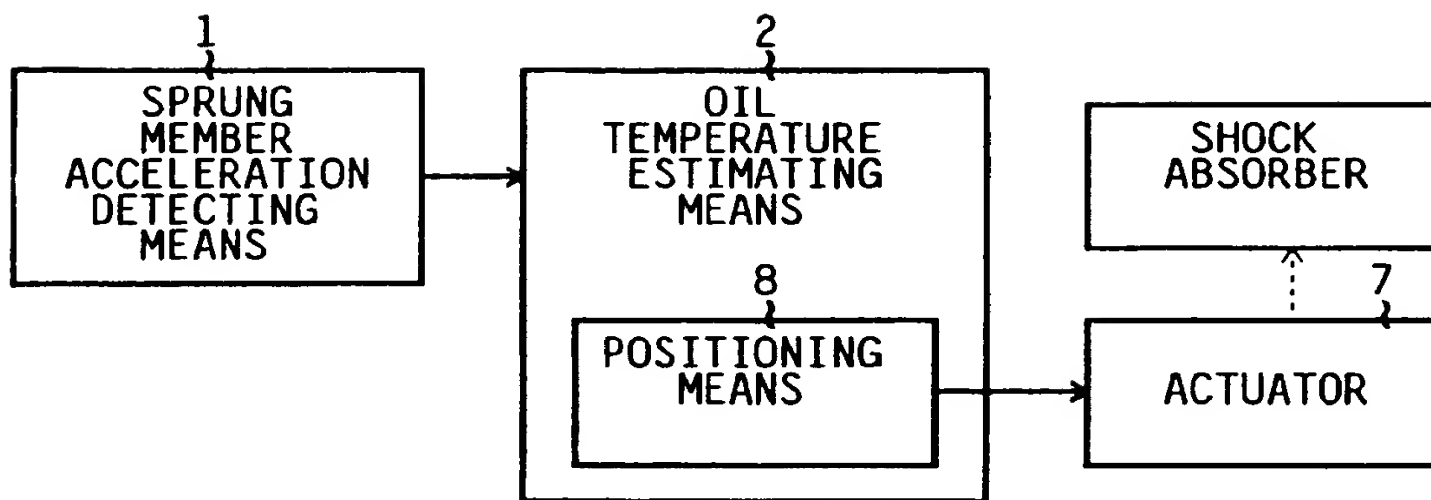 1
SPRUNG
MEMBER
ACCELERATION
DETECTING
MEANS
2
OIL
TEMPERATURE
ESTIMATING
MEANS
8
POSITIONING
MEANS
SHOCK
ABSORBER
7
ACTUATOR